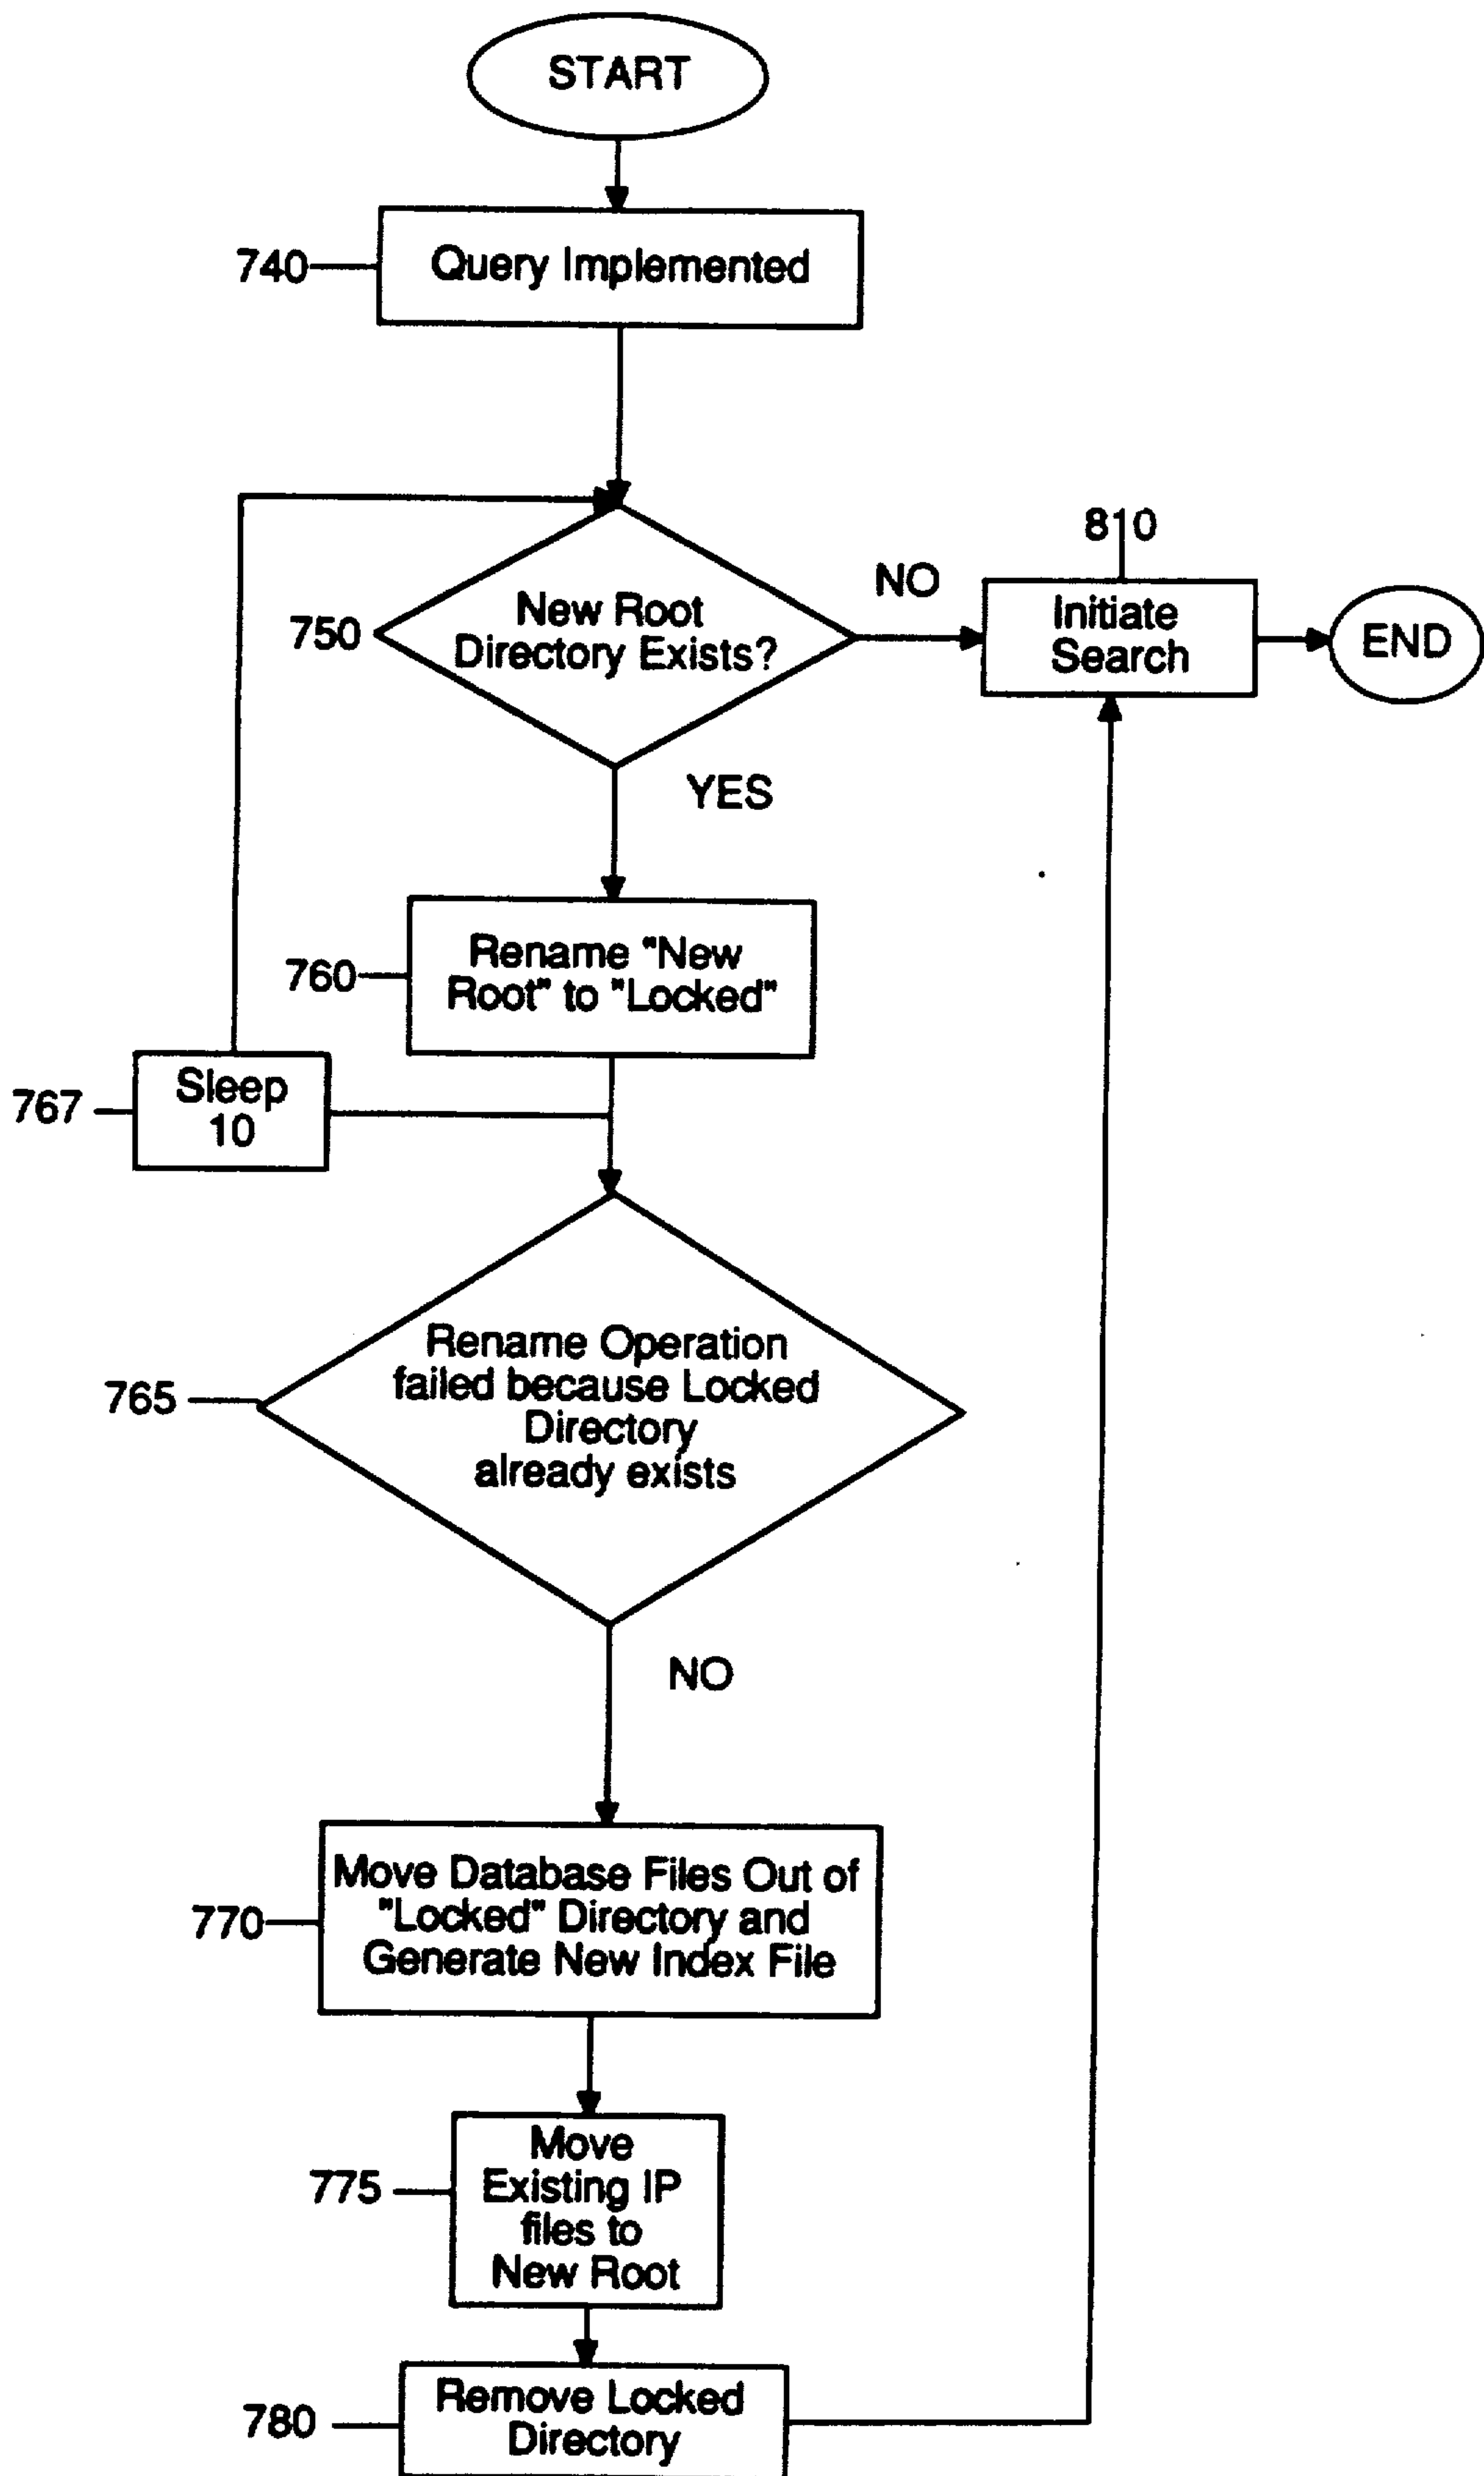 START
740
Query Implemented
810
750
New Root
Directory Exists?
NO
Initiate
Search
END
YES
760
Rename "New
Root" to "Locked"
767
Sleep
10
765
Rename Operation
failed because Locked
Directory
already exists
NO
770
Move Database Files Out of
"Locked" Directory and
Generate New Index File
775
Move
Existing IP
files to
New Root
780
Remove Locked
Directory